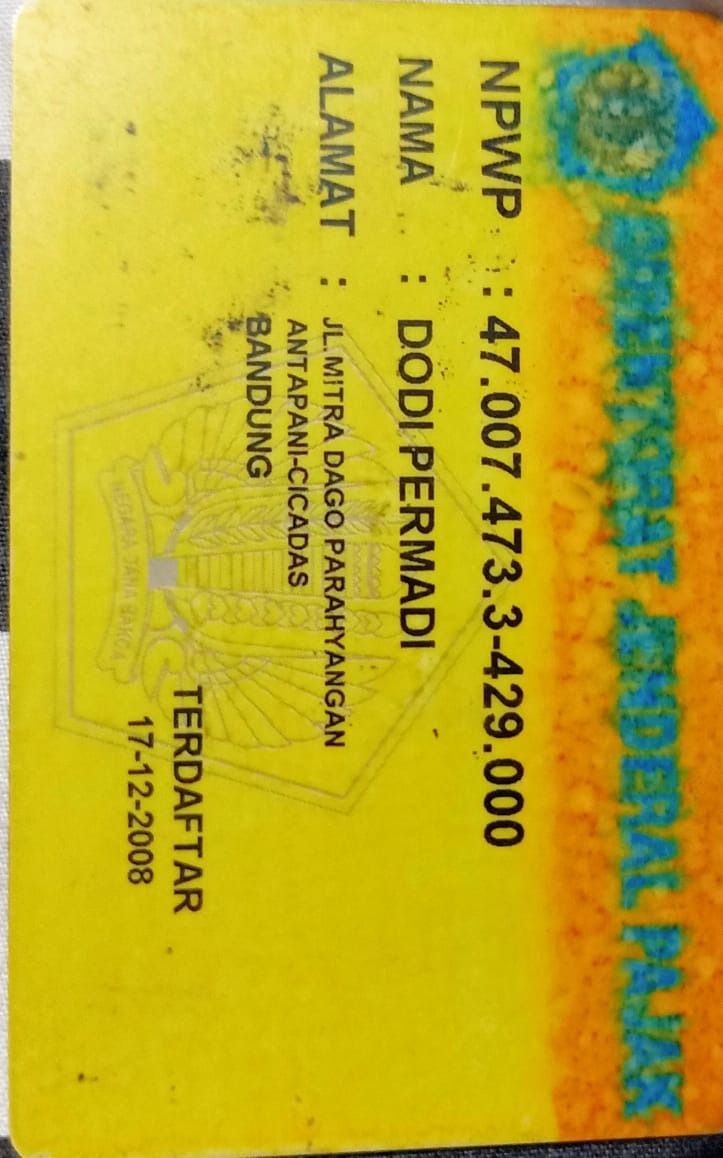 DIREKTORAT JENDERAL PAJAK
NPWP : 47.007.473.3-429.000
NAMA : DODI PERMADI
ALAMAT : JL.MITRA DAGO PARAHYANGAN
ANTAPANI-CICADAS
BANDUNG
TERDAFTAR
17-12-2008
NEGARA DANA RAKCA